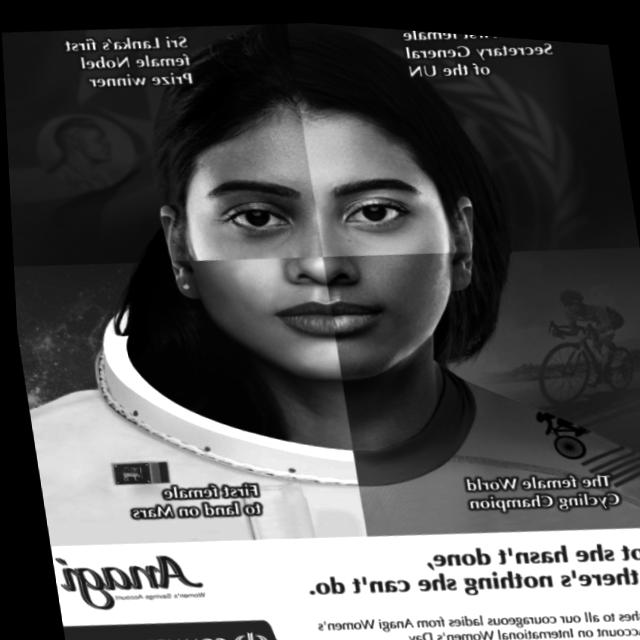 Sri Lanka's first
female Nobel
Prize winner
female
Secretary General
of the UN
First female
to land on Mars
The female World
Cycling Champion
she hasn't done,
there's nothing she can't do.
to all our courageous ladies from Anagi Women's
on International Women's Day
Anagi
Women's Savings Account